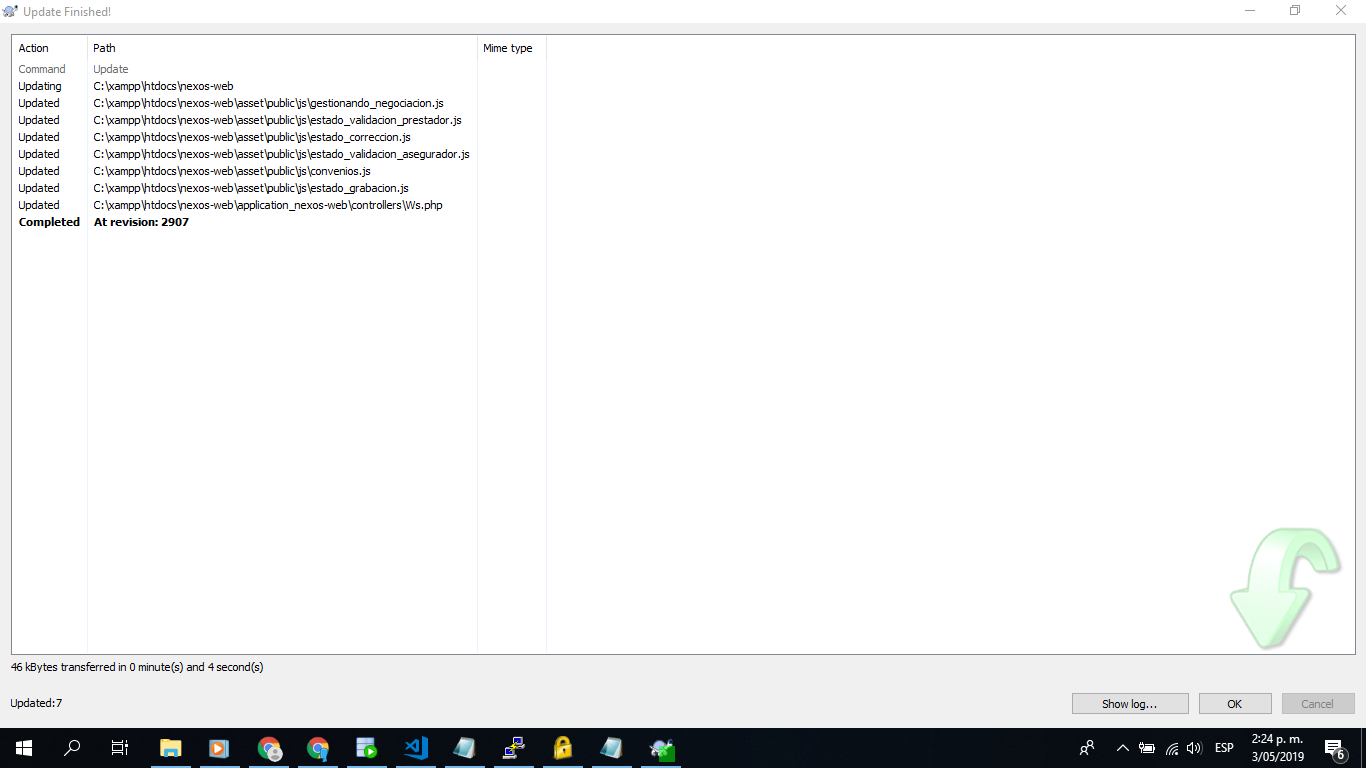 Update Finished!
Action Path Mime type
Command Update
Updating C:\xampp\htdocs\nexos-web
Updated C:\xampp\htdocs\nexos-web\asset\public\js\gestionando_negociacion.js
Updated C:\xampp\htdocs\nexos-web\asset\public\js\estado_validacion_prestador.js
Updated C:\xampp\htdocs\nexos-web\asset\public\js\estado_correccion.js
Updated C:\xampp\htdocs\nexos-web\asset\public\js\estado_validacion_asegurador.js
Updated C:\xampp\htdocs\nexos-web\asset\public\js\convenios.js
Updated C:\xampp\htdocs\nexos-web\asset\public\js\estado_grabacion.js
Updated C:\xampp\htdocs\nexos-web\application_nexos-web\controllers\Ws.php
Completed At revision: 2907
46 kBytes transferred in 0 minute(s) and 4 second(s)
Updated:7
Show log... OK Cancel
ESP
2:24 p. m.
3/05/2019
6